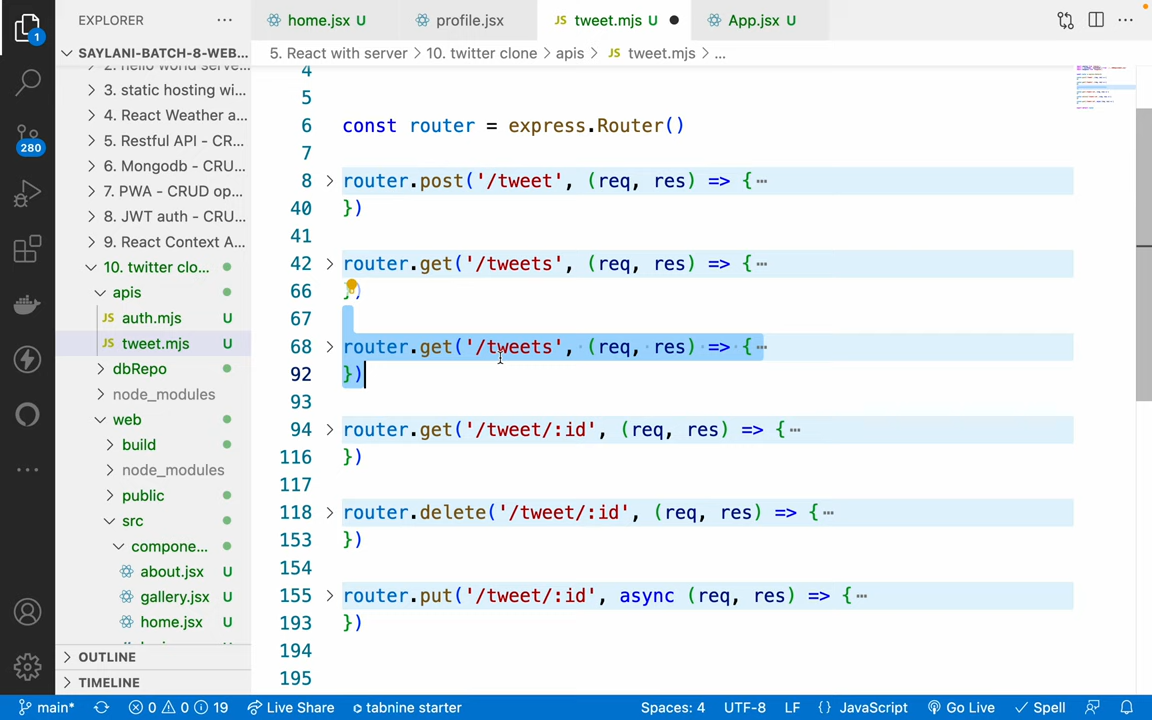 EXPLORER ···
home.jsx U
profile.jsx
JS tweet.mjs U
App.jsx U
SAYLANI-BATCH-8-WEB...
5. React with server > 10. twitter clone > apis > JS tweet.mjs > ...
3. static hosting wi...
4. React Weather a...
5. Restful API - CR...
6. Mongodb - CRU...
7. PWA - CRUD op...
8. JWT auth - CRU...
9. React Context A...
10. twitter clo...
apis
JS auth.mjs U
JS tweet.mjs U
dbRepo
node_modules
web
build
node_modules
public
src
compone...
about.jsx U
gallery.jsx U
home.jsx U
OUTLINE
TIMELINE
1
280
4
5
6 const router = express.Router()
7
8 router.post('/tweet', (req, res) => {···
40 })
41
42 router.get('/tweets', (req, res) => {···
66 })
67
68 router.get('/tweets', (req, res) => {···
92 })
93
94 router.get('/tweet/:id', (req, res) => {···
116 })
117
118 router.delete('/tweet/:id', (req, res) => {···
153 })
154
155 router.put('/tweet/:id', async (req, res) => {···
193 })
194
195
main* 0 0 19 Live Share tabnine starter Spaces: 4 UTF-8 LF {} JavaScript Go Live Spell